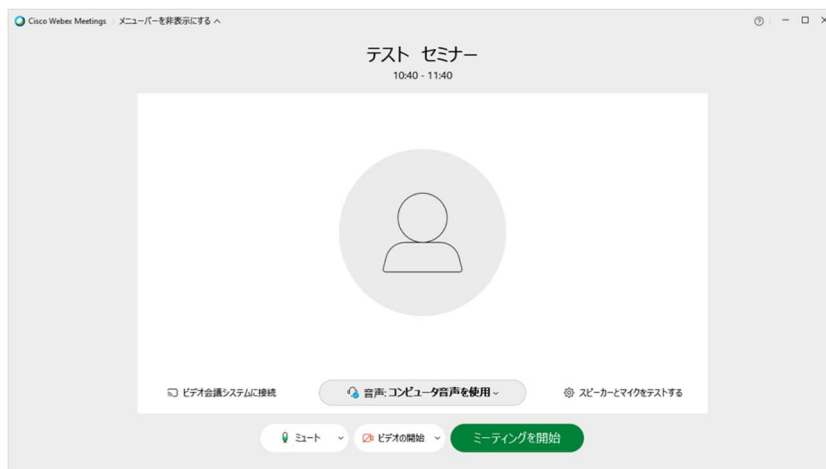 Cisco Webex Meetings メニューバーを非表示にする
テスト セミナー
10:40 - 11:40
ビデオ会議システムに接続 音声: コンピュータ音声を使用 スピーカーとマイクをテストする
ミュート ビデオの開始 ミーティングを開始